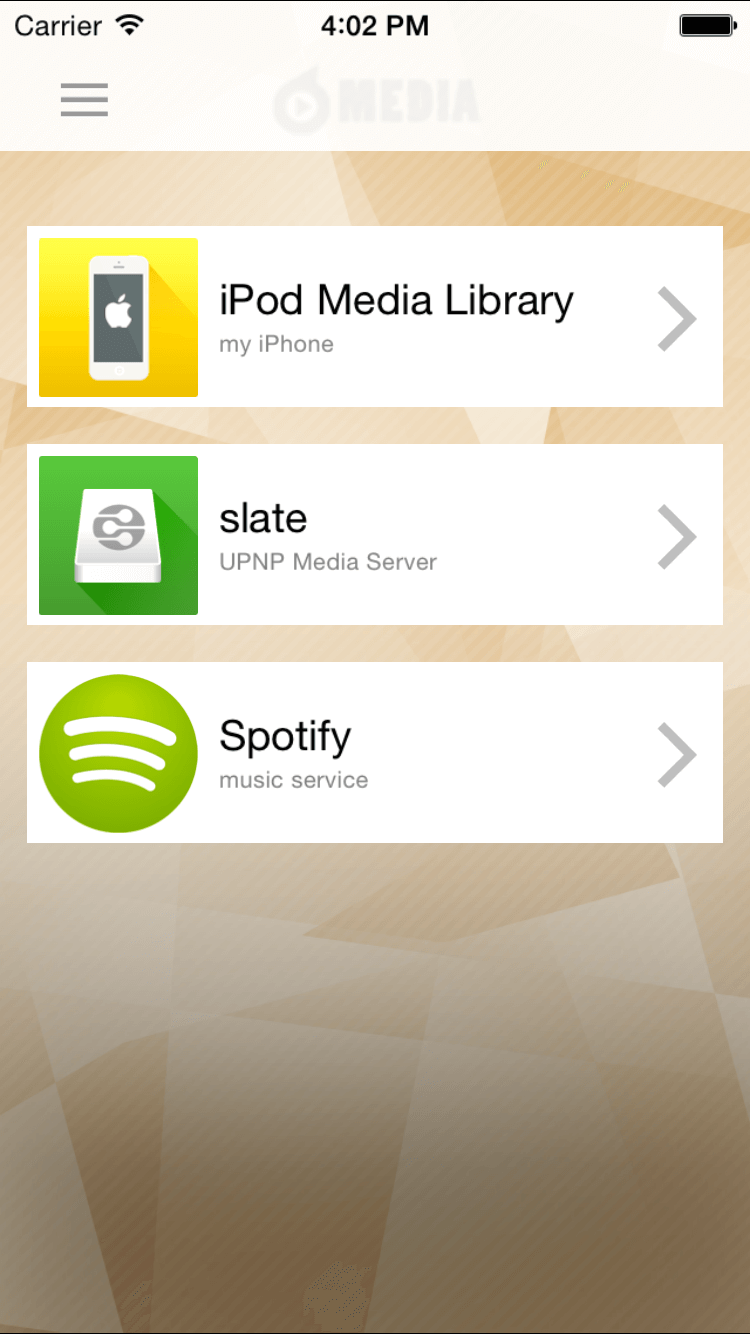 Carrier 4:02 PM
MEDIA
iPod Media Library
my iPhone
slate
UPNP Media Server
Spotify
music service